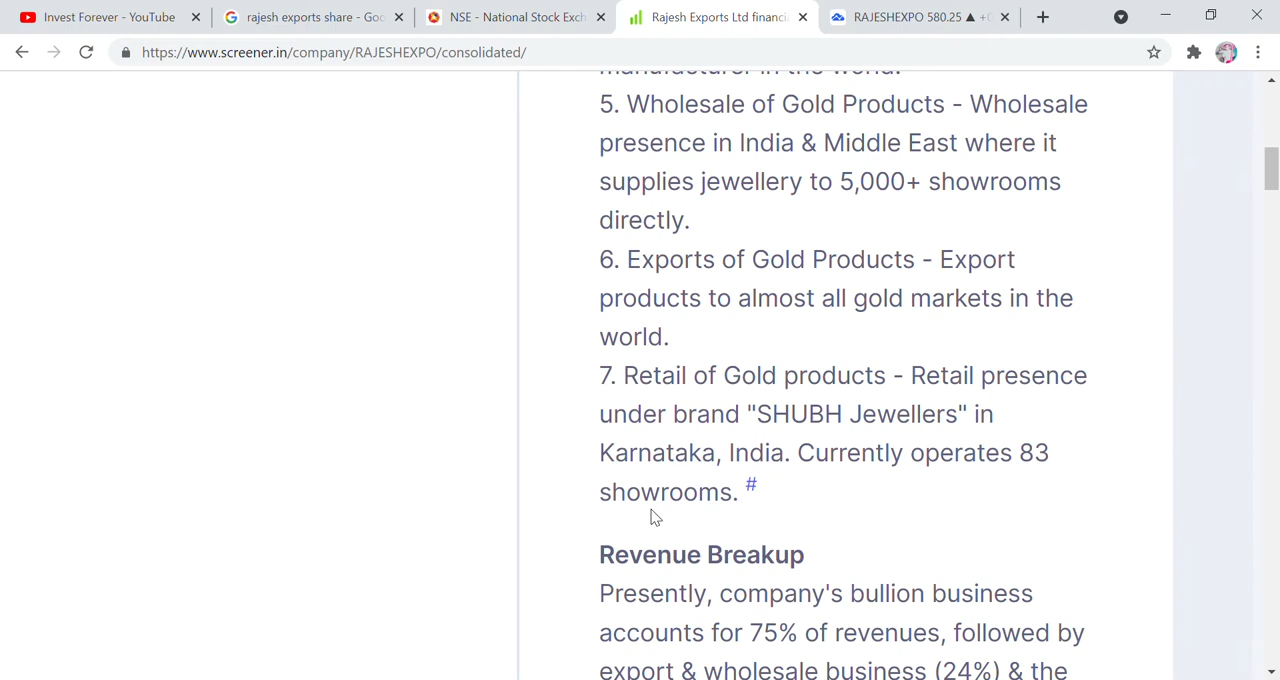 Invest Forever - YouTube
rajesh exports share - Goo
NSE - National Stock Exch
Rajesh Exports Ltd financia
RAJESHEXPO 580.25 ▲ +0
https://www.screener.in/company/RAJESHEXPO/consolidated/
manufacturer in the world.
5. Wholesale of Gold Products - Wholesale
presence in India & Middle East where it
supplies jewellery to 5,000+ showrooms
directly.
6. Exports of Gold Products - Export
products to almost all gold markets in the
world.
7. Retail of Gold products - Retail presence
under brand "SHUBH Jewellers" in
Karnataka, India. Currently operates 83
showrooms. #
Revenue Breakup
Presently, company's bullion business
accounts for 75% of revenues, followed by
export & wholesale business (24%) & the